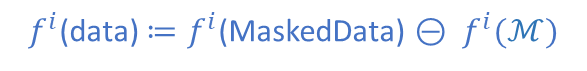 fⁱ(data) ≔ fⁱ(MaskedData) ⊖ fⁱ(ℳ)